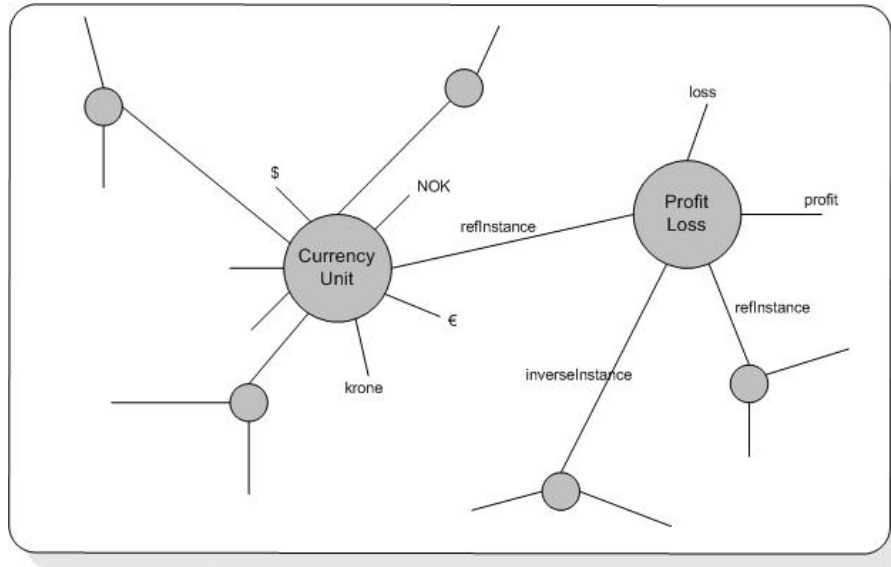 loss
$
NOK
profit
Profit
Loss
refInstance
Currency
Unit
refInstance
€
inverseInstance
krone